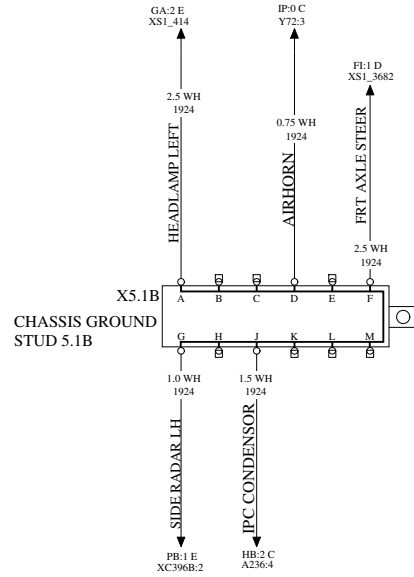 GA:2 E
XS1_414
IP:0 C
Y72:3
FI:1 D
XS1_3682
2.5 WH
1924
0.75 WH
1924
HEADLAMP LEFT
AIRHORN
FRT AXLE STEER
2.5 WH
1924
X5.1B
A B C D E F
CHASSIS GROUND
STUD 5.1B
G H J K L M
1.0 WH
1924
1.5 WH
1924
SIDE RADAR LH
IPC CONDENSOR
PB:1 E
XC396B:2
HB:2 C
A236:4